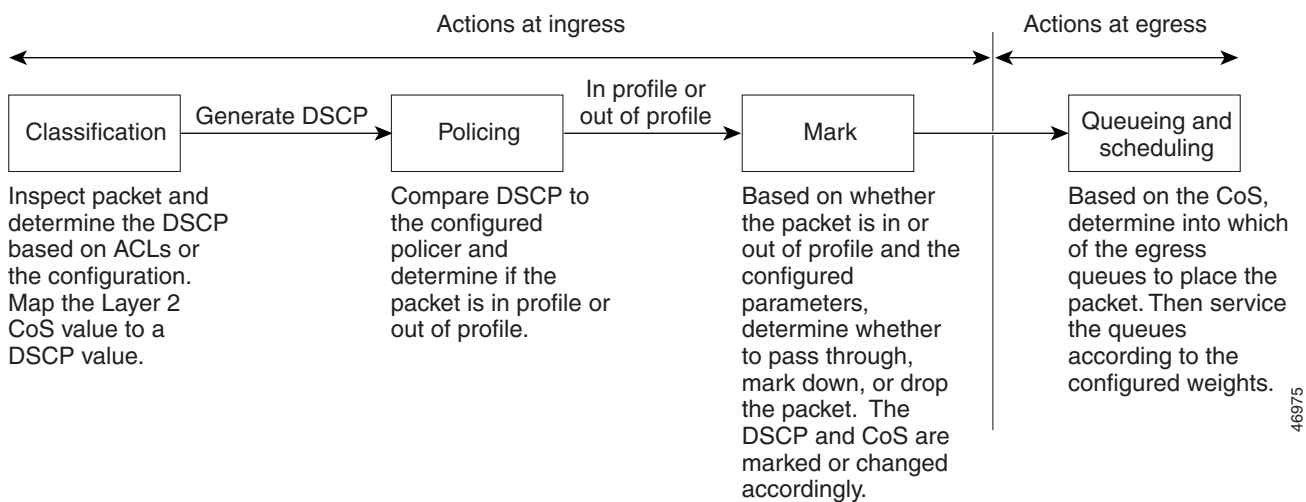 Actions at ingress
Actions at egress
Classification
Generate DSCP
Policing
In profile or
out of profile
Mark
Queueing and
scheduling
Inspect packet and
determine the DSCP
based on ACLs or
the configuration.
Map the Layer 2
CoS value to a
DSCP value.
Compare DSCP to
the configured
policer and
determine if the
packet is in profile or
out of profile.
Based on whether
the packet is in or
out of profile and the
configured
parameters,
determine whether
to pass through,
mark down, or drop
the packet. The
DSCP and CoS are
marked or changed
accordingly.
Based on the CoS,
determine into which
of the egress
queues to place the
packet. Then service
the queues
according to the
configured weights.
46975